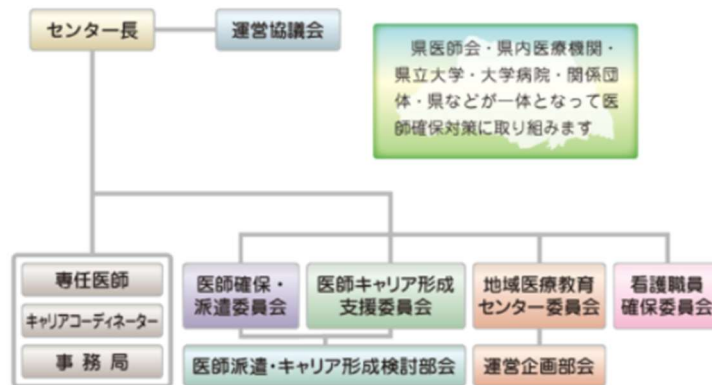 センター長
運営協議会
県医師会・県内医療機関・
県立大学・大学病院・関係団
体・県などが一体となって医
師確保対策に取り組みます
専任医師
キャリアコーディネーター
事務局
医師確保・
派遣委員会
医師キャリア形成
支援委員会
地域医療教育
センター委員会
看護職員
確保委員会
医師派遣・キャリア形成検討部会
運営企画部会